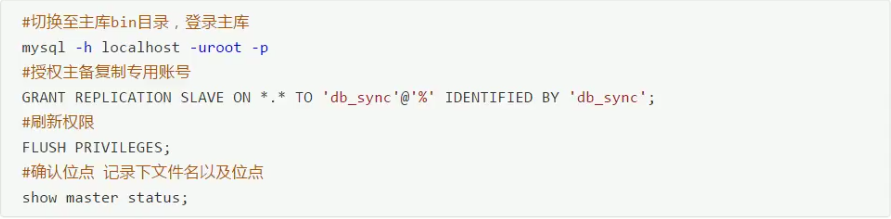 #切换至主库bin目录，登录主库
mysql -h localhost -uroot -p
#授权主备复制专用账号
GRANT REPLICATION SLAVE ON *.* TO 'db_sync'@'%' IDENTIFIED BY 'db_sync';
#刷新权限
FLUSH PRIVILEGES;
#确认位点 记录下文件名以及位点
show master status;